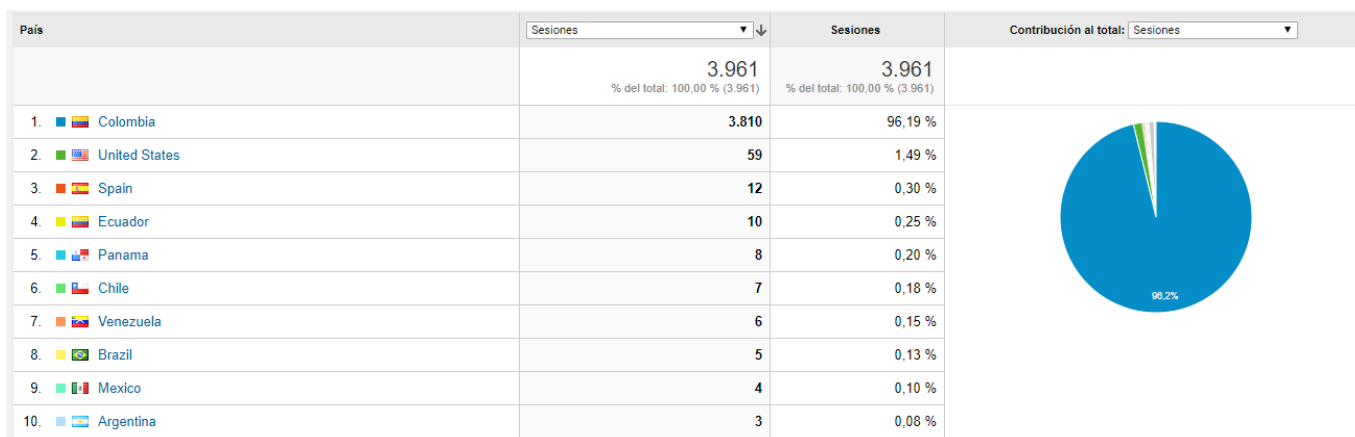 País Sesiones Sesiones Contribución al total: Sesiones
3.961 3.961
% del total: 100,00 % (3.961) % del total: 100,00 % (3.961)
1. Colombia 3.810 96,19 %
2. United States 59 1,49 %
3. Spain 12 0,30 %
4. Ecuador 10 0,25 %
5. Panama 8 0,20 %
6. Chile 7 0,18 %
7. Venezuela 6 0,15 %
8. Brazil 5 0,13 %
9. Mexico 4 0,10 %
10. Argentina 3 0,08 %
96,2%